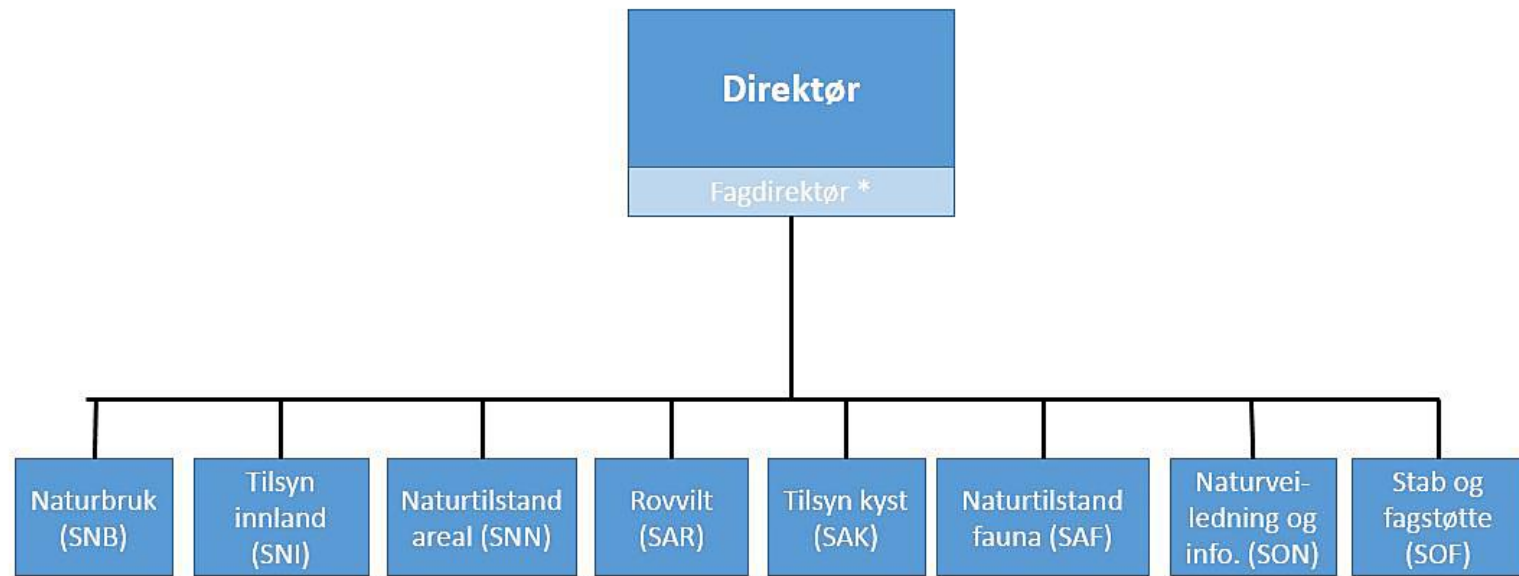 Direktør
Fagdirektør *
Naturbruk
(SNB)
Tilsyn
innland
(SNI)
Naturtilstand
areal (SNN)
Rovvilt
(SAR)
Tilsyn kyst
(SAK)
Naturtilstand
fauna (SAF)
Naturvei-
ledning og
info. (SON)
Stab og
fagstøtte
(SOF)